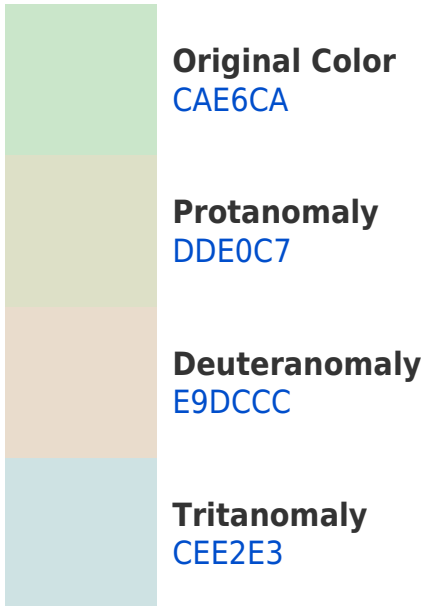 Original Color
CAE6CA
Protanomaly
DDE0C7
Deuteranomaly
E9DCCC
Tritanomaly
CEE2E3